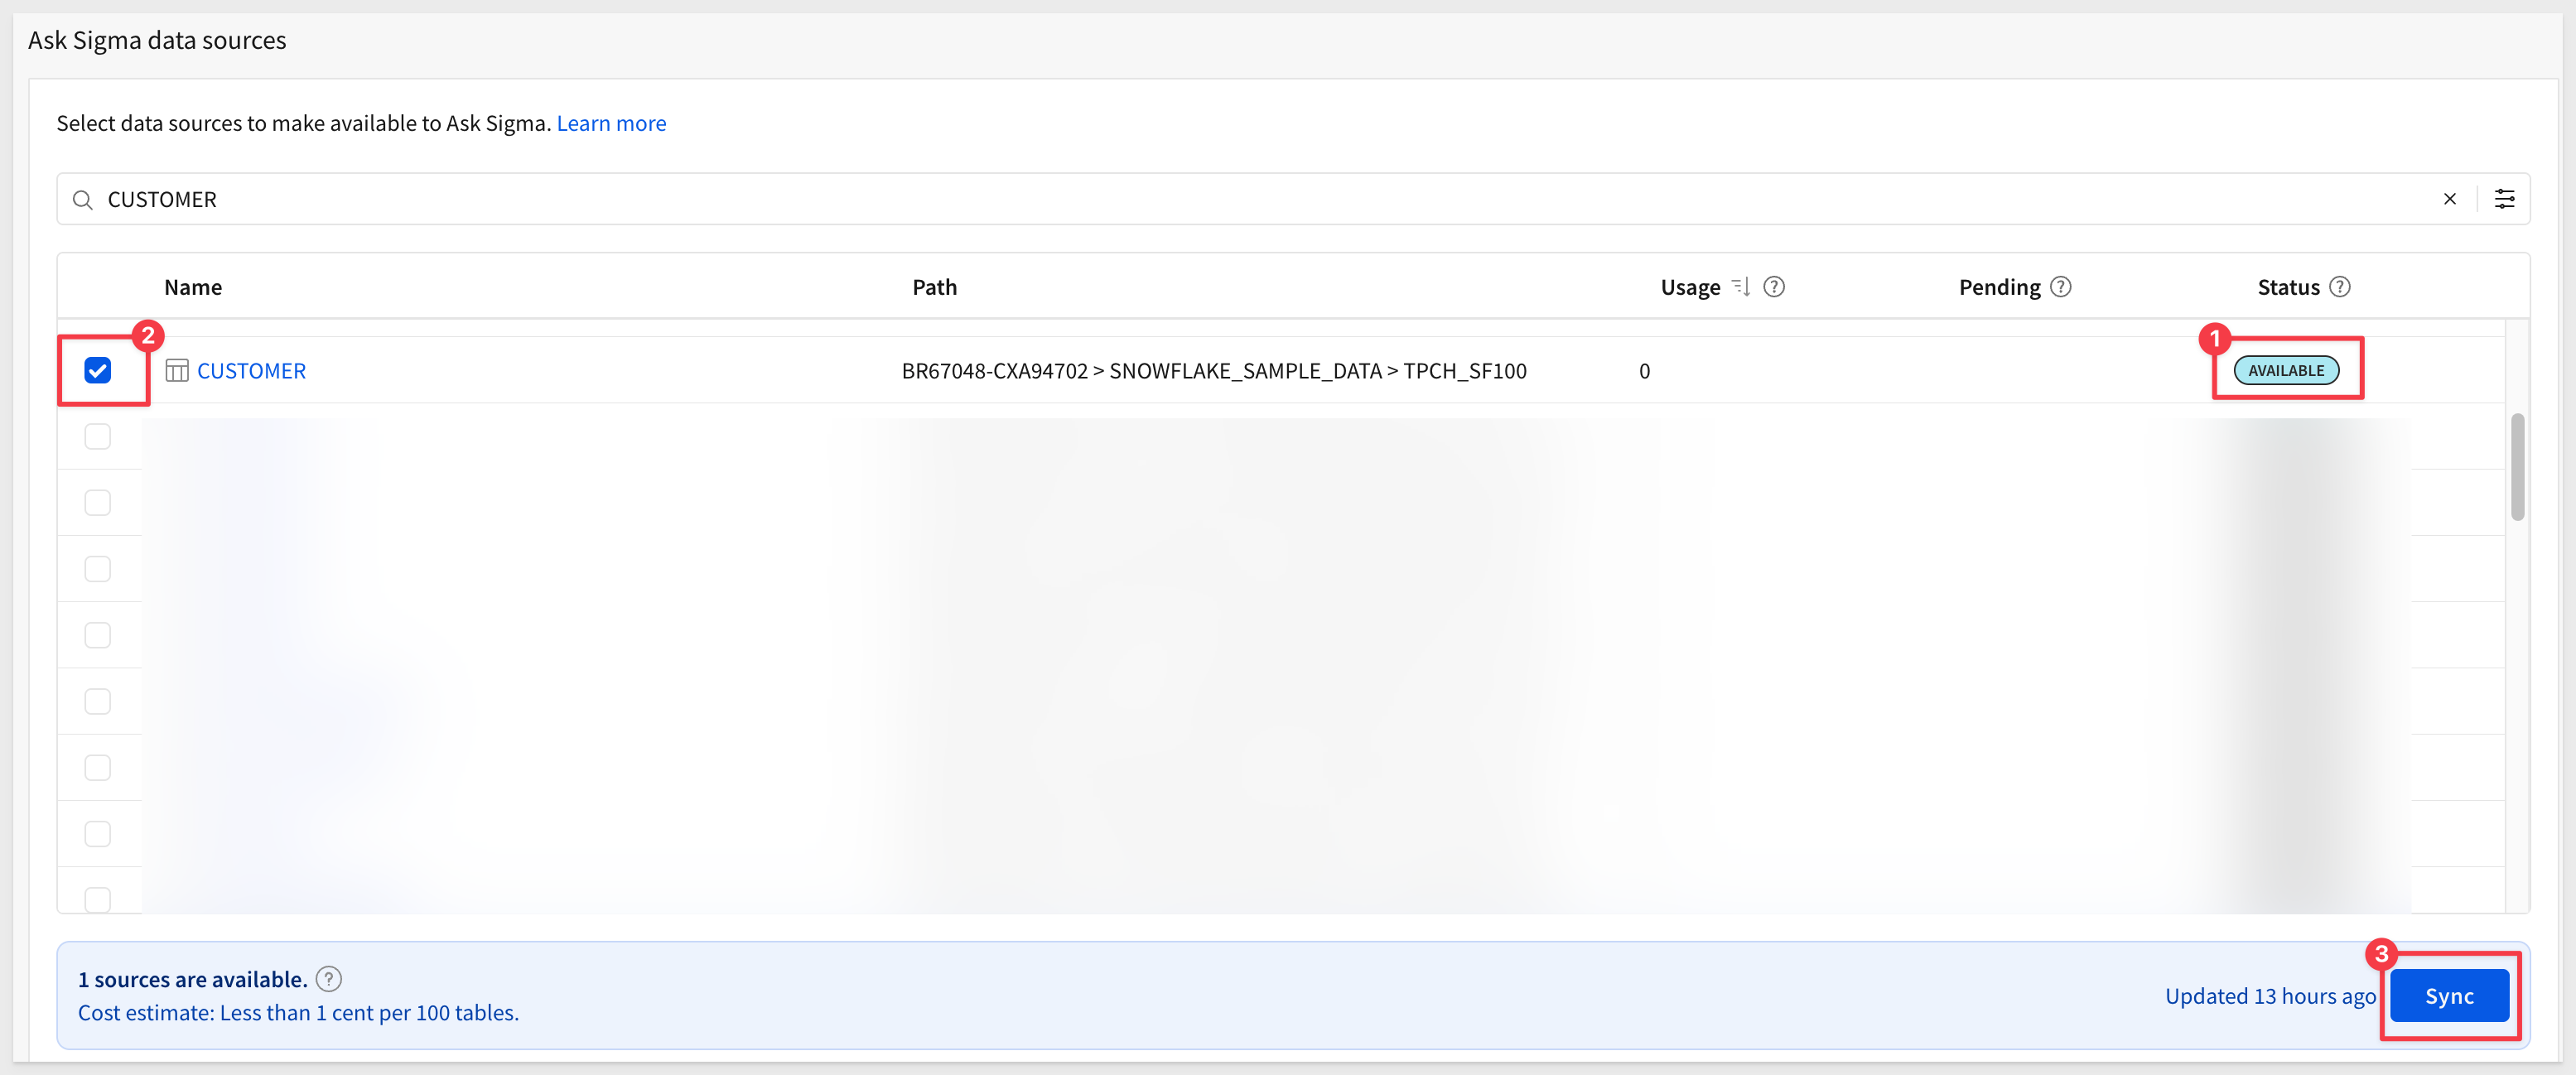 Ask Sigma data sources
Select data sources to make available to Ask Sigma. Learn more
CUSTOMER
Name Path Usage Pending Status
2 1
CUSTOMER BR67048-CXA94702 > SNOWFLAKE_SAMPLE_DATA > TPCH_SF100 0 AVAILABLE
1 sources are available.
Cost estimate: Less than 1 cent per 100 tables.
3
Updated 13 hours ago Sync